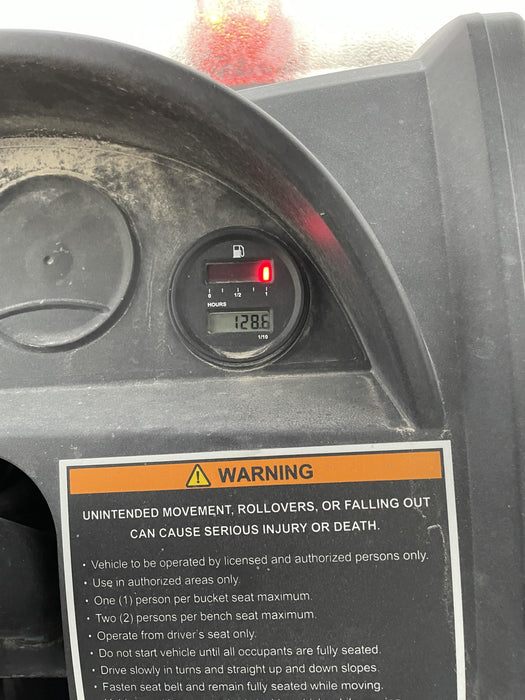 0 1/2 1
HOURS
128.6
1/10
WARNING
UNINTENDED MOVEMENT, ROLLOVERS, OR FALLING OUT
CAN CAUSE SERIOUS INJURY OR DEATH.
• Vehicle to be operated by licensed and authorized persons only.
• Use in authorized areas only.
• One (1) person per bucket seat maximum.
• Two (2) persons per bench seat maximum.
• Operate from driver's seat only.
• Do not start vehicle until all occupants are fully seated.
• Drive slowly in turns and straight up and down slopes.
• Fasten seat belt and remain fully seated while moving.